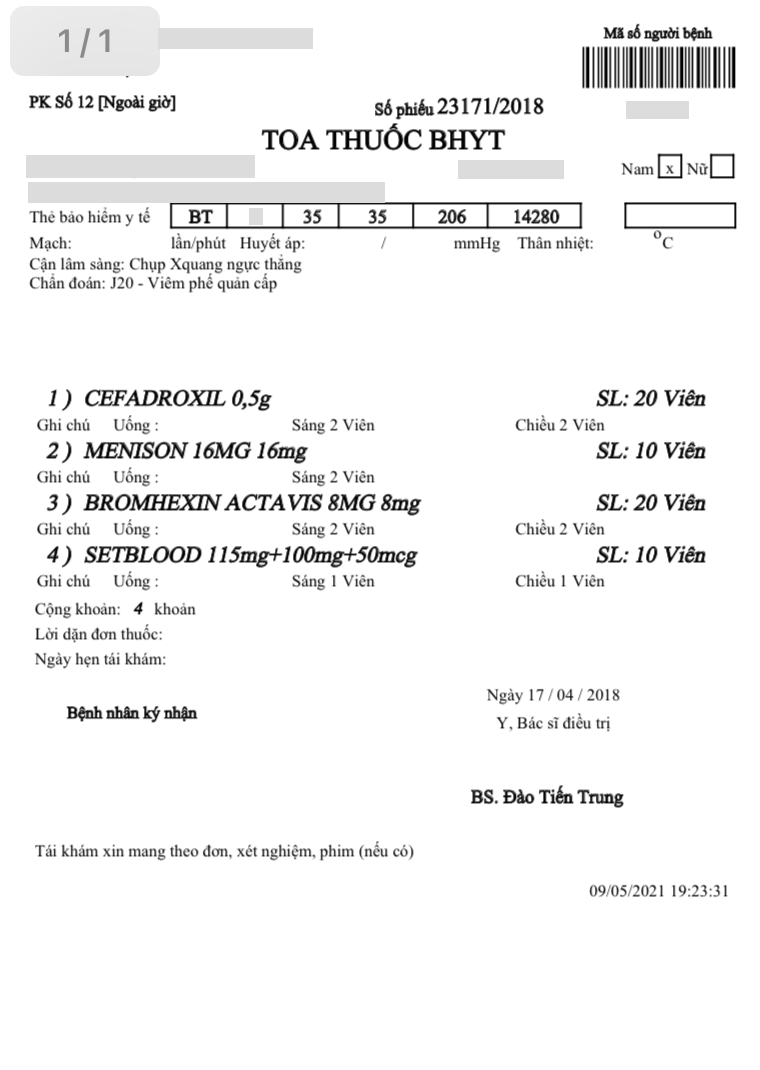 1/1
Mã số người bệnh
PK Số 12 [Ngoài giờ]
Số phiếu 23171/2018
TOA THUỐC BHYT
Nam x Nữ
Thẻ bảo hiểm y tế BT 35 35 206 14280
Mạch: lần/phút Huyết áp: / mmHg Thân nhiệt: °C
Cận lâm sàng: Chụp Xquang ngực thẳng
Chẩn đoán: J20 - Viêm phế quản cấp
1 ) CEFADROXIL 0,5g SL: 20 Viên
Ghi chú Uống : Sáng 2 Viên Chiều 2 Viên
2 ) MENISON 16MG 16mg SL: 10 Viên
Ghi chú Uống : Sáng 2 Viên
3 ) BROMHEXIN ACTAVIS 8MG 8mg SL: 20 Viên
Ghi chú Uống : Sáng 2 Viên Chiều 2 Viên
4 ) SETBLOOD 115mg+100mg+50mcg SL: 10 Viên
Ghi chú Uống : Sáng 1 Viên Chiều 1 Viên
Cộng khoản: 4 khoản
Lời dặn đơn thuốc:
Ngày hẹn tái khám:
Ngày 17 / 04 / 2018
Bệnh nhân ký nhận
Y, Bác sĩ điều trị
BS. Đào Tiến Trung
Tái khám xin mang theo đơn, xét nghiệm, phim (nếu có)
09/05/2021 19:23:31